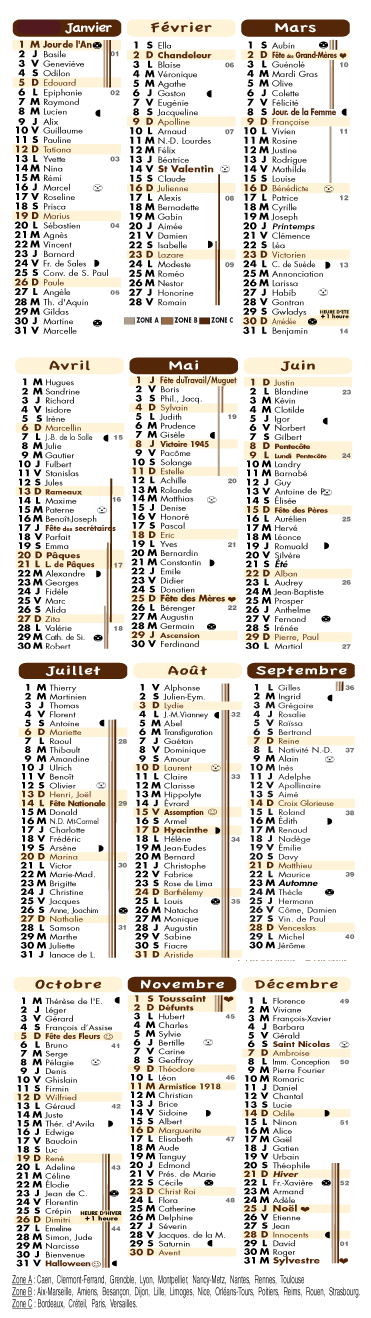 Janvier
1 M Jour de l'An
2 J Basile 01
3 V Geneviève
4 S Odilon
5 D Edouard
6 L Epiphanie 02
7 M Raymond
8 M Lucien
9 J Alix
10 V Guillaume
11 S Pauline
12 D Tatiana
13 L Yvette 03
14 M Nina
15 M Rémi
16 J Marcel
17 V Roseline
18 S Prisca
19 D Marius
20 L Sébastien 04
21 M Agnès
22 M Vincent
23 J Barnard
24 V Fr. de Sales
25 S Conv. de S. Paul
26 D Paule
27 L Angèle 05
28 M Th. d'Aquin
29 M Gildas
30 J Martine
31 V Marcelle
Février
1 S Ella
2 D Chandeleur
3 L Blaise 06
4 M Véronique
5 M Agathe
6 J Gaston
7 V Eugénie
8 S Jacqueline
9 D Apolline
10 L Arnaud 07
11 M N.-D. Lourdes
12 M Félix
13 J Béatrice
14 V St Valentin
15 S Claude
16 D Julienne
17 L Alexis 08
18 M Bernadette
19 M Gabin
20 J Aimée
21 V Damien
22 S Isabelle
23 D Lazare
24 L Modeste 09
25 M Roméo
26 M Nestor
27 J Honorine
28 V Romain
ZONE A ZONE B ZONE C
Mars
1 S Aubin
2 D Fête des Grand-Mères
3 L Guénolé 10
4 M Mardi Gras
5 M Olive
6 J Colette
7 V Félicité
8 S Jour. de la Femme
9 D Françoise
10 L Vivien 11
11 M Rosine
12 M Justine
13 J Rodrigue
14 V Mathilde
15 S Louise
16 D Bénédicte
17 L Patrice 12
18 M Cyrille
19 M Joseph
20 J Printemps
21 V Clémence
22 S Léa
23 D Victorien
24 L C. de Suède 13
25 M Annonciation
26 M Larissa
27 J Habib
28 V Gontran
29 S Gwladys HEURE D'ETE
30 D Amédée +1 heure
31 L Benjamin 14
Avril
1 M Hugues
2 M Sandrine
3 J Richard
4 V Isidore
5 S Irène
6 D Marcellin
7 L J.-B. de la Salle 15
8 M Julie
9 M Gautier
10 J Fulbert
11 V Stanislas
12 S Jules
13 D Rameaux
14 L Maxime 16
15 M Paterne
16 M Benoît-Joseph
17 J Fête des secrétaires
18 V Parfait
19 S Emma
20 D Pâques
21 L L. de Pâques 17
22 M Alexandre
23 M Georges
24 J Fidèle
25 V Marc
26 S Alida
27 D Zita
28 L Valérie 18
29 M Cath. de Si.
30 M Robert
Mai
1 J Fête du Travail/Muguet
2 V Boris
3 S Phil., Jacq.
4 D Sylvain
5 L Judith 19
6 M Prudence
7 M Gisèle
8 J Victoire 1945
9 V Pacôme
10 S Solange
11 D Estelle
12 L Achille 20
13 M Rolande
14 M Matthias
15 J Denise
16 V Honoré
17 S Pascal
18 D Eric
19 L Yves 21
20 M Bernardin
21 M Constantin
22 J Emile
23 V Didier
24 S Donatien
25 D Fête des Mères
26 L Bérenger 22
27 M Augustin
28 M Germain
29 J Ascension
30 V Ferdinand
Juin
1 D Justin
2 L Blandine 23
3 M Kévin
4 M Clotilde
5 J Igor
6 V Norbert
7 S Gilbert
8 D Pentecôte
9 L Lundi Pentecôte 24
10 M Landry
11 M Barnabé
12 J Guy
13 V Antoine de P.
14 S Élisée
15 D Fête des Pères
16 L Aurélien 25
17 M Hervé
18 M Léonce
19 J Romuald
20 V Silvère
21 S Été
22 D Alban
23 L Audrey 26
24 M Jean-Baptiste
25 M Prosper
26 J Anthelme
27 V Fernand
28 S Irénée
29 D Pierre, Paul
30 L Martial 27
Juillet
1 M Thierry
2 M Martinien
3 J Thomas
4 V Florent
5 S Antoine
6 D Mariette
7 L Raoul 28
8 M Thibault
9 M Amandine
10 J Ulrich
11 V Benoît
12 S Olivier
13 D Henri, Joël
14 L Fête Nationale 29
15 M Donald
16 M N.D. Mt-Carmel
17 J Charlotte
18 V Frédéric
19 S Arsène
20 D Marina
21 L Victor 30
22 M Marie-Mad.
23 M Brigitte
24 J Christine
25 V Jacques
26 S Anne, Joachim
27 D Nathalie
28 L Samson 31
29 M Marthe
30 M Juliette
31 J Ignace de L.
Août
1 V Alphonse
2 S Julien-Eym.
3 D Lydie
4 L J.-M.Vianney 32
5 M Abel
6 M Transfiguration
7 J Gaétan
8 V Dominique
9 S Amour
10 D Laurent
11 L Claire 33
12 M Clarisse
13 M Hippolyte
14 J Évrard
15 V Assomption
16 S Armel
17 D Hyacinthe
18 L Hélène 34
19 M Jean-Eudes
20 M Bernard
21 J Christophe
22 V Fabrice
23 S Rose de Lima
24 D Barthélemy
25 L Louis 35
26 M Natacha
27 M Monique
28 J Augustin
29 V Sabine
30 S Fiacre
31 D Aristide
Septembre
1 L Gilles 36
2 M Ingrid
3 M Grégoire
4 J Rosalie
5 V Raïssa
6 S Bertrand
7 D Reine
8 L Nativité N.-D. 37
9 M Alain
10 M Inès
11 J Adelphe
12 V Apollinaire
13 S Aimé
14 D Croix Glorieuse
15 L Roland 38
16 M Édith
17 M Renaud
18 J Nadège
19 V Émilie
20 S Davy
21 D Matthieu
22 L Maurice 39
23 M Automne
24 M Thècle
25 J Hermann
26 V Côme, Damien
27 S Vin. de Paul
28 D Venceslas
29 L Michel 40
30 M Jérôme
Octobre
1 M Thérèse de l'E.
2 J Léger
3 V Gérard
4 S François d'Assise
5 D Fête des Fleurs
6 L Bruno 41
7 M Serge
8 M Pélagie
9 J Denis
10 V Ghislain
11 S Firmin
12 D Wilfried
13 L Géraud 42
14 M Juste
15 M Thér. d'Avila
16 J Edwige
17 V Baudoin
18 S Luc
19 D René
20 L Adeline 43
21 M Céline
22 M Élodie
23 J Jean de C.
24 V Florentin
25 S Crépin HEURE D'HIVER
26 D Dimitri +1 heure
27 L Emeline 44
28 M Simon, Jude
29 M Narcisse
30 J Bienvenue
31 V Halloween
Novembre
1 S Toussaint
2 D Défunts
3 L Hubert 45
4 M Charles
5 M Sylvie
6 J Bertille
7 V Carine
8 S Geoffroy
9 D Théodore
10 L Léon 46
11 M Armistice 1918
12 M Christian
13 J Brice
14 V Sidoine
15 S Albert
16 D Marguerite
17 L Elisabeth 47
18 M Aude
19 M Tanguy
20 J Edmond
21 V Prés. de Marie
22 S Cécile
23 D Christ Roi
24 L Flora 48
25 M Catherine
26 M Delphine
27 J Séverin
28 V Jacques. de la M.
29 S Saturnin
30 D Avent
Décembre
1 L Florence 49
2 M Viviane
3 M François-Xavier
4 J Barbara
5 V Gérald
6 S Saint Nicolas
7 D Ambroise
8 L Imm. Conception 50
9 M Pierre Fourier
10 M Romaric
11 J Daniel
12 V Chantal
13 S Lucie
14 D Odile
15 L Ninon 51
16 M Alice
17 M Gaël
18 J Gatien
19 V Urbain
20 S Théophile
21 D Hiver
22 L Fr.-Xavière 52
23 M Armand
24 M Adèle
25 J Noël
26 V Etienne
27 S Jean
28 D Innocents
29 L David 01
30 M Roger
31 M Sylvestre
Zone A : Caen, Clermont-Ferrand, Grenoble, Lyon, Montpellier, Nancy-Metz, Nantes, Rennes, Toulouse
Zone B : Aix-Marseille, Amiens, Besançon, Dijon, Lille, Limoges, Nice, Orléans-Tours, Poitiers, Reims, Rouen, Strasbourg.
Zone C : Bordeaux, Créteil, Paris, Versailles.